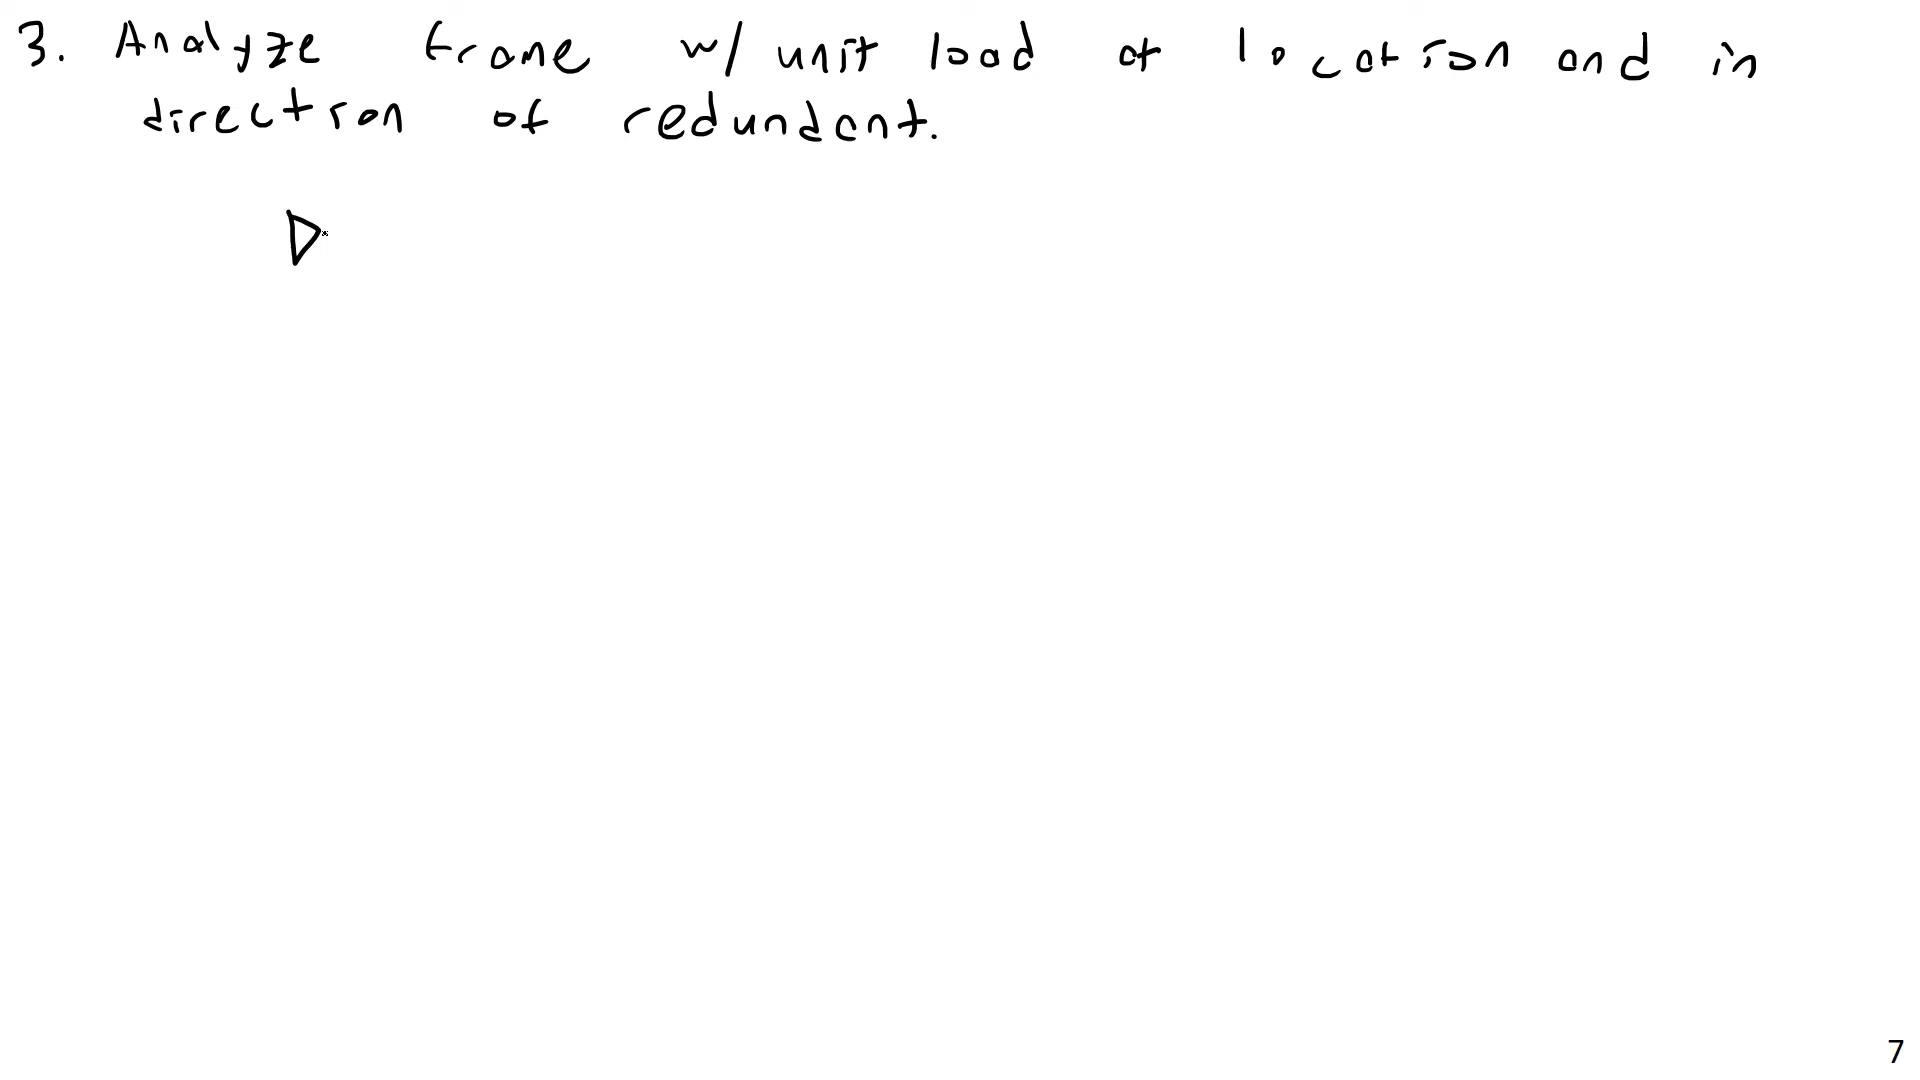 3. Analyze frame w/ unit load at location and in
direction of redundant.
7